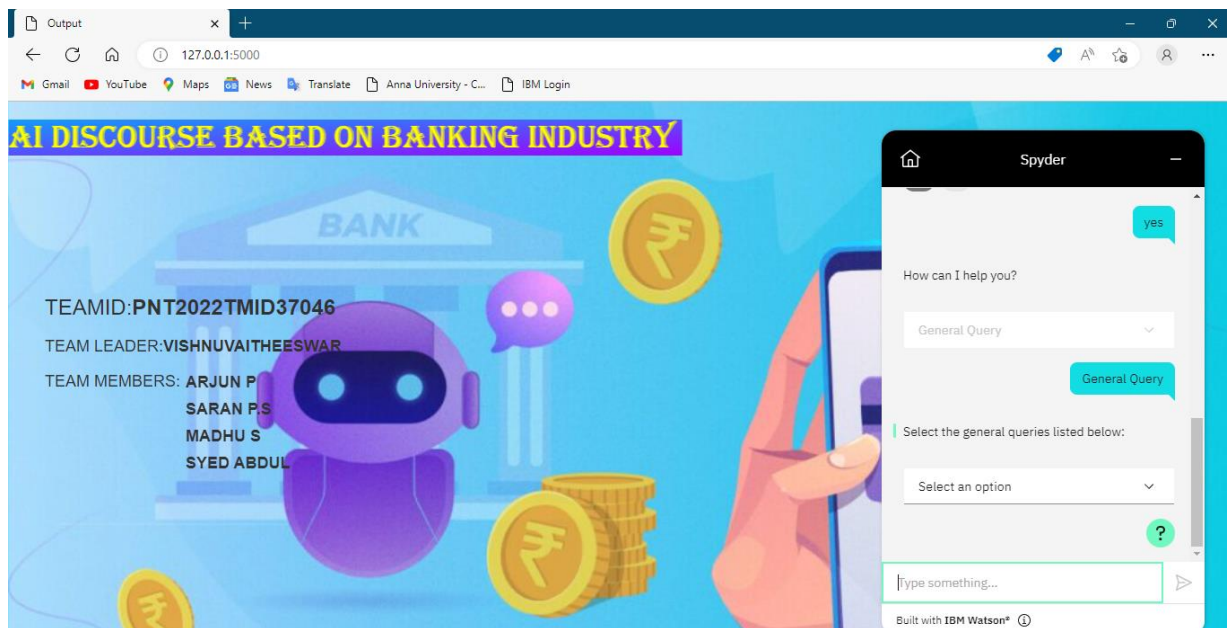 Output
127.0.0.1:5000
Gmail YouTube Maps News Translate Anna University - C... IBM Login
AI DISCOURSE BASED ON BANKING INDUSTRY
BANK
TEAMID:PNT2022TMID37046
TEAM LEADER:VISHNUVAITHEESWAR
TEAM MEMBERS: ARJUN P
SARAN P.S
MADHU S
SYED ABDUL
Spyder
yes
How can I help you?
General Query
General Query
Select the general queries listed below:
Select an option
?
Type something...
Built with IBM Watson®